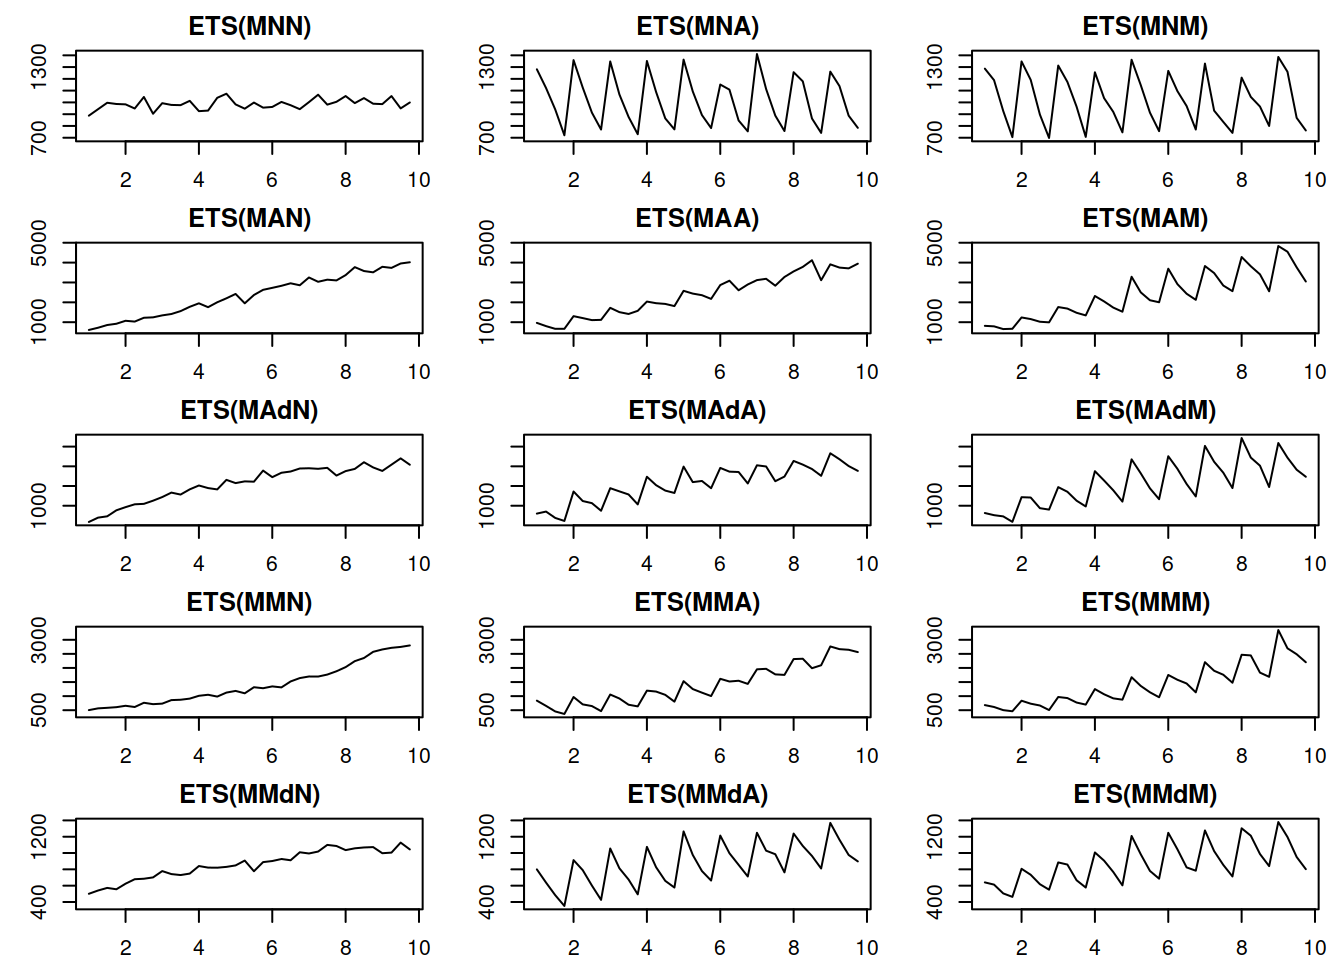 ETS(MNN) ETS(MNA) ETS(MNM)
1300 1300 1300
700 700 700
2 4 6 8 10 2 4 6 8 10 2 4 6 8 10
ETS(MAN) ETS(MAA) ETS(MAM)
5000 5000 5000
1000 1000 1000
2 4 6 8 10 2 4 6 8 10 2 4 6 8 10
ETS(MAdN) ETS(MAdA) ETS(MAdM)
1000 1000 1000
2 4 6 8 10 2 4 6 8 10 2 4 6 8 10
ETS(MMN) ETS(MMA) ETS(MMM)
3000 3000 3000
500 500 500
2 4 6 8 10 2 4 6 8 10 2 4 6 8 10
ETS(MMdN) ETS(MMdA) ETS(MMdM)
1200 1200 1200
400 400 400
2 4 6 8 10 2 4 6 8 10 2 4 6 8 10